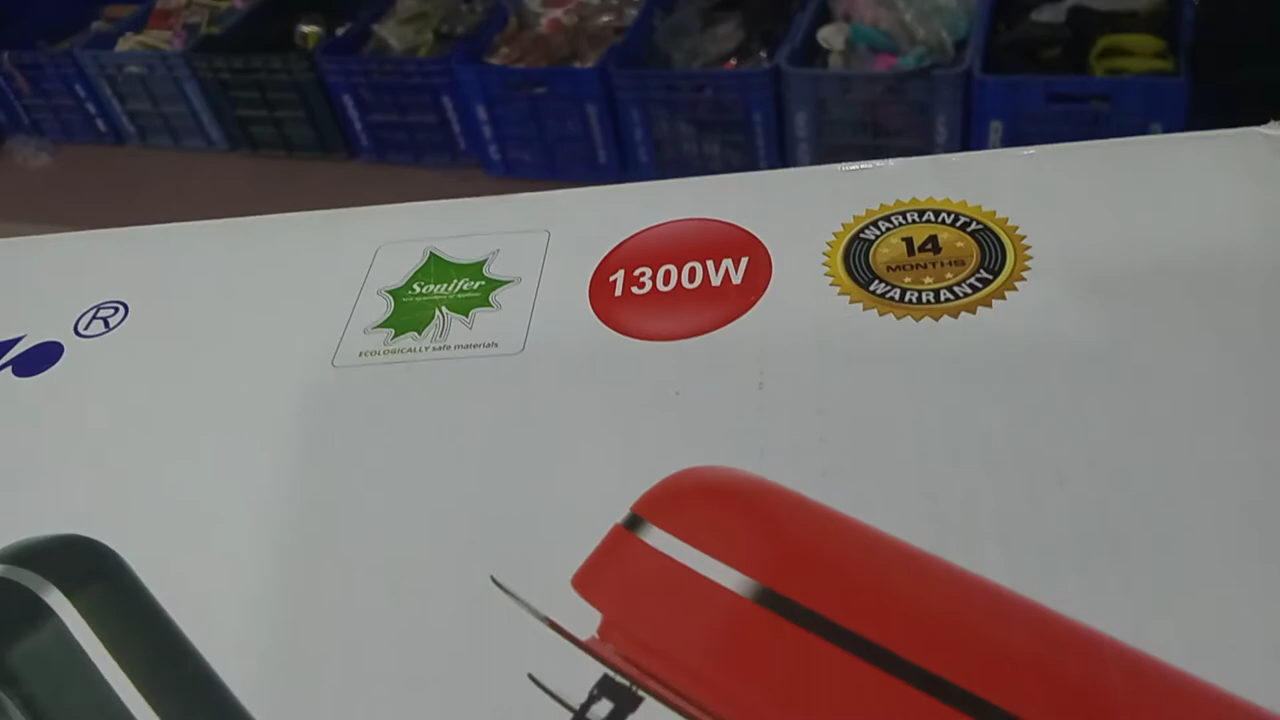 ®
Sonifer
ECOLOGICALLY safe materials
1300W
WARRANTY
14
MONTHS
WARRANTY